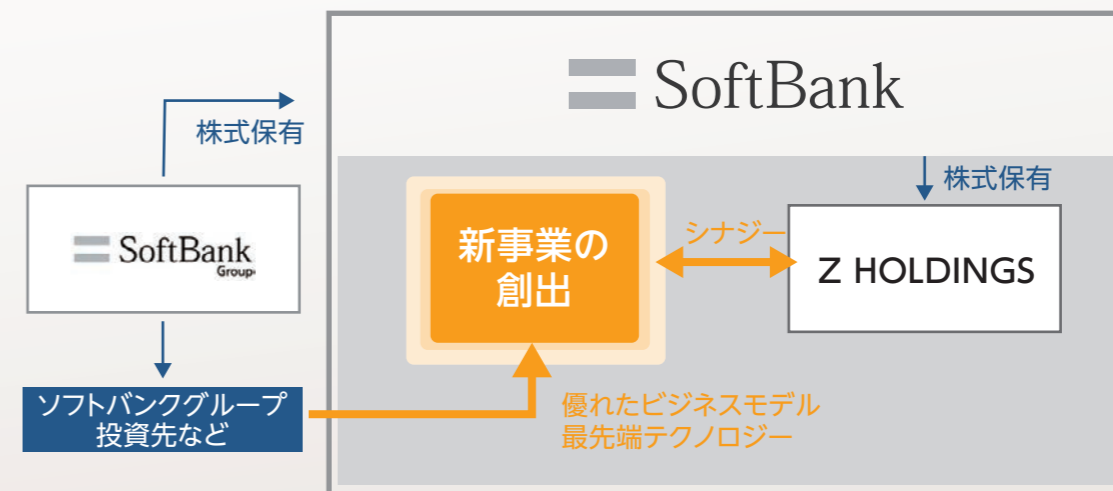 SoftBank
株式保有
株式保有
SoftBank
Group
新事業の
創出
シナジー
Z HOLDINGS
ソフトバンクグループ
投資先など
優れたビジネスモデル
最先端テクノロジー